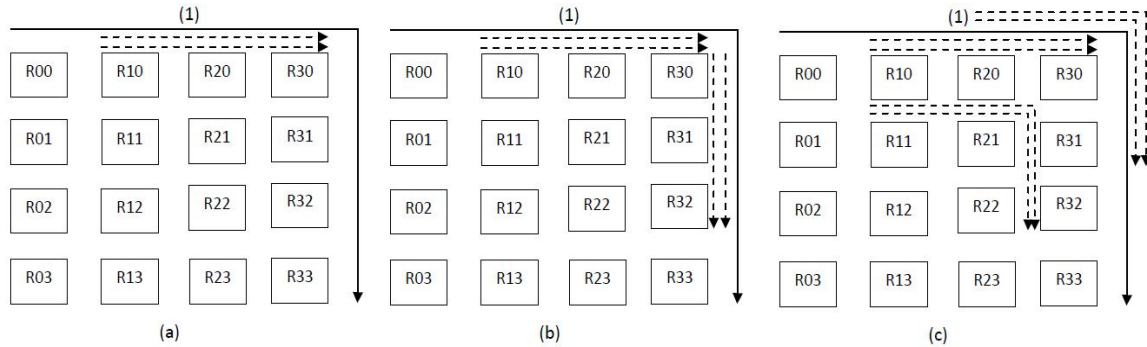 (1) (1) (1)
R00 R10 R20 R30 R00 R10 R20 R30 R00 R10 R20 R30
R01 R11 R21 R31 R01 R11 R21 R31 R01 R11 R21 R31
R02 R12 R22 R32 R02 R12 R22 R32 R02 R12 R22 R32
R03 R13 R23 R33 R03 R13 R23 R33 R03 R13 R23 R33
(a) (b) (c)